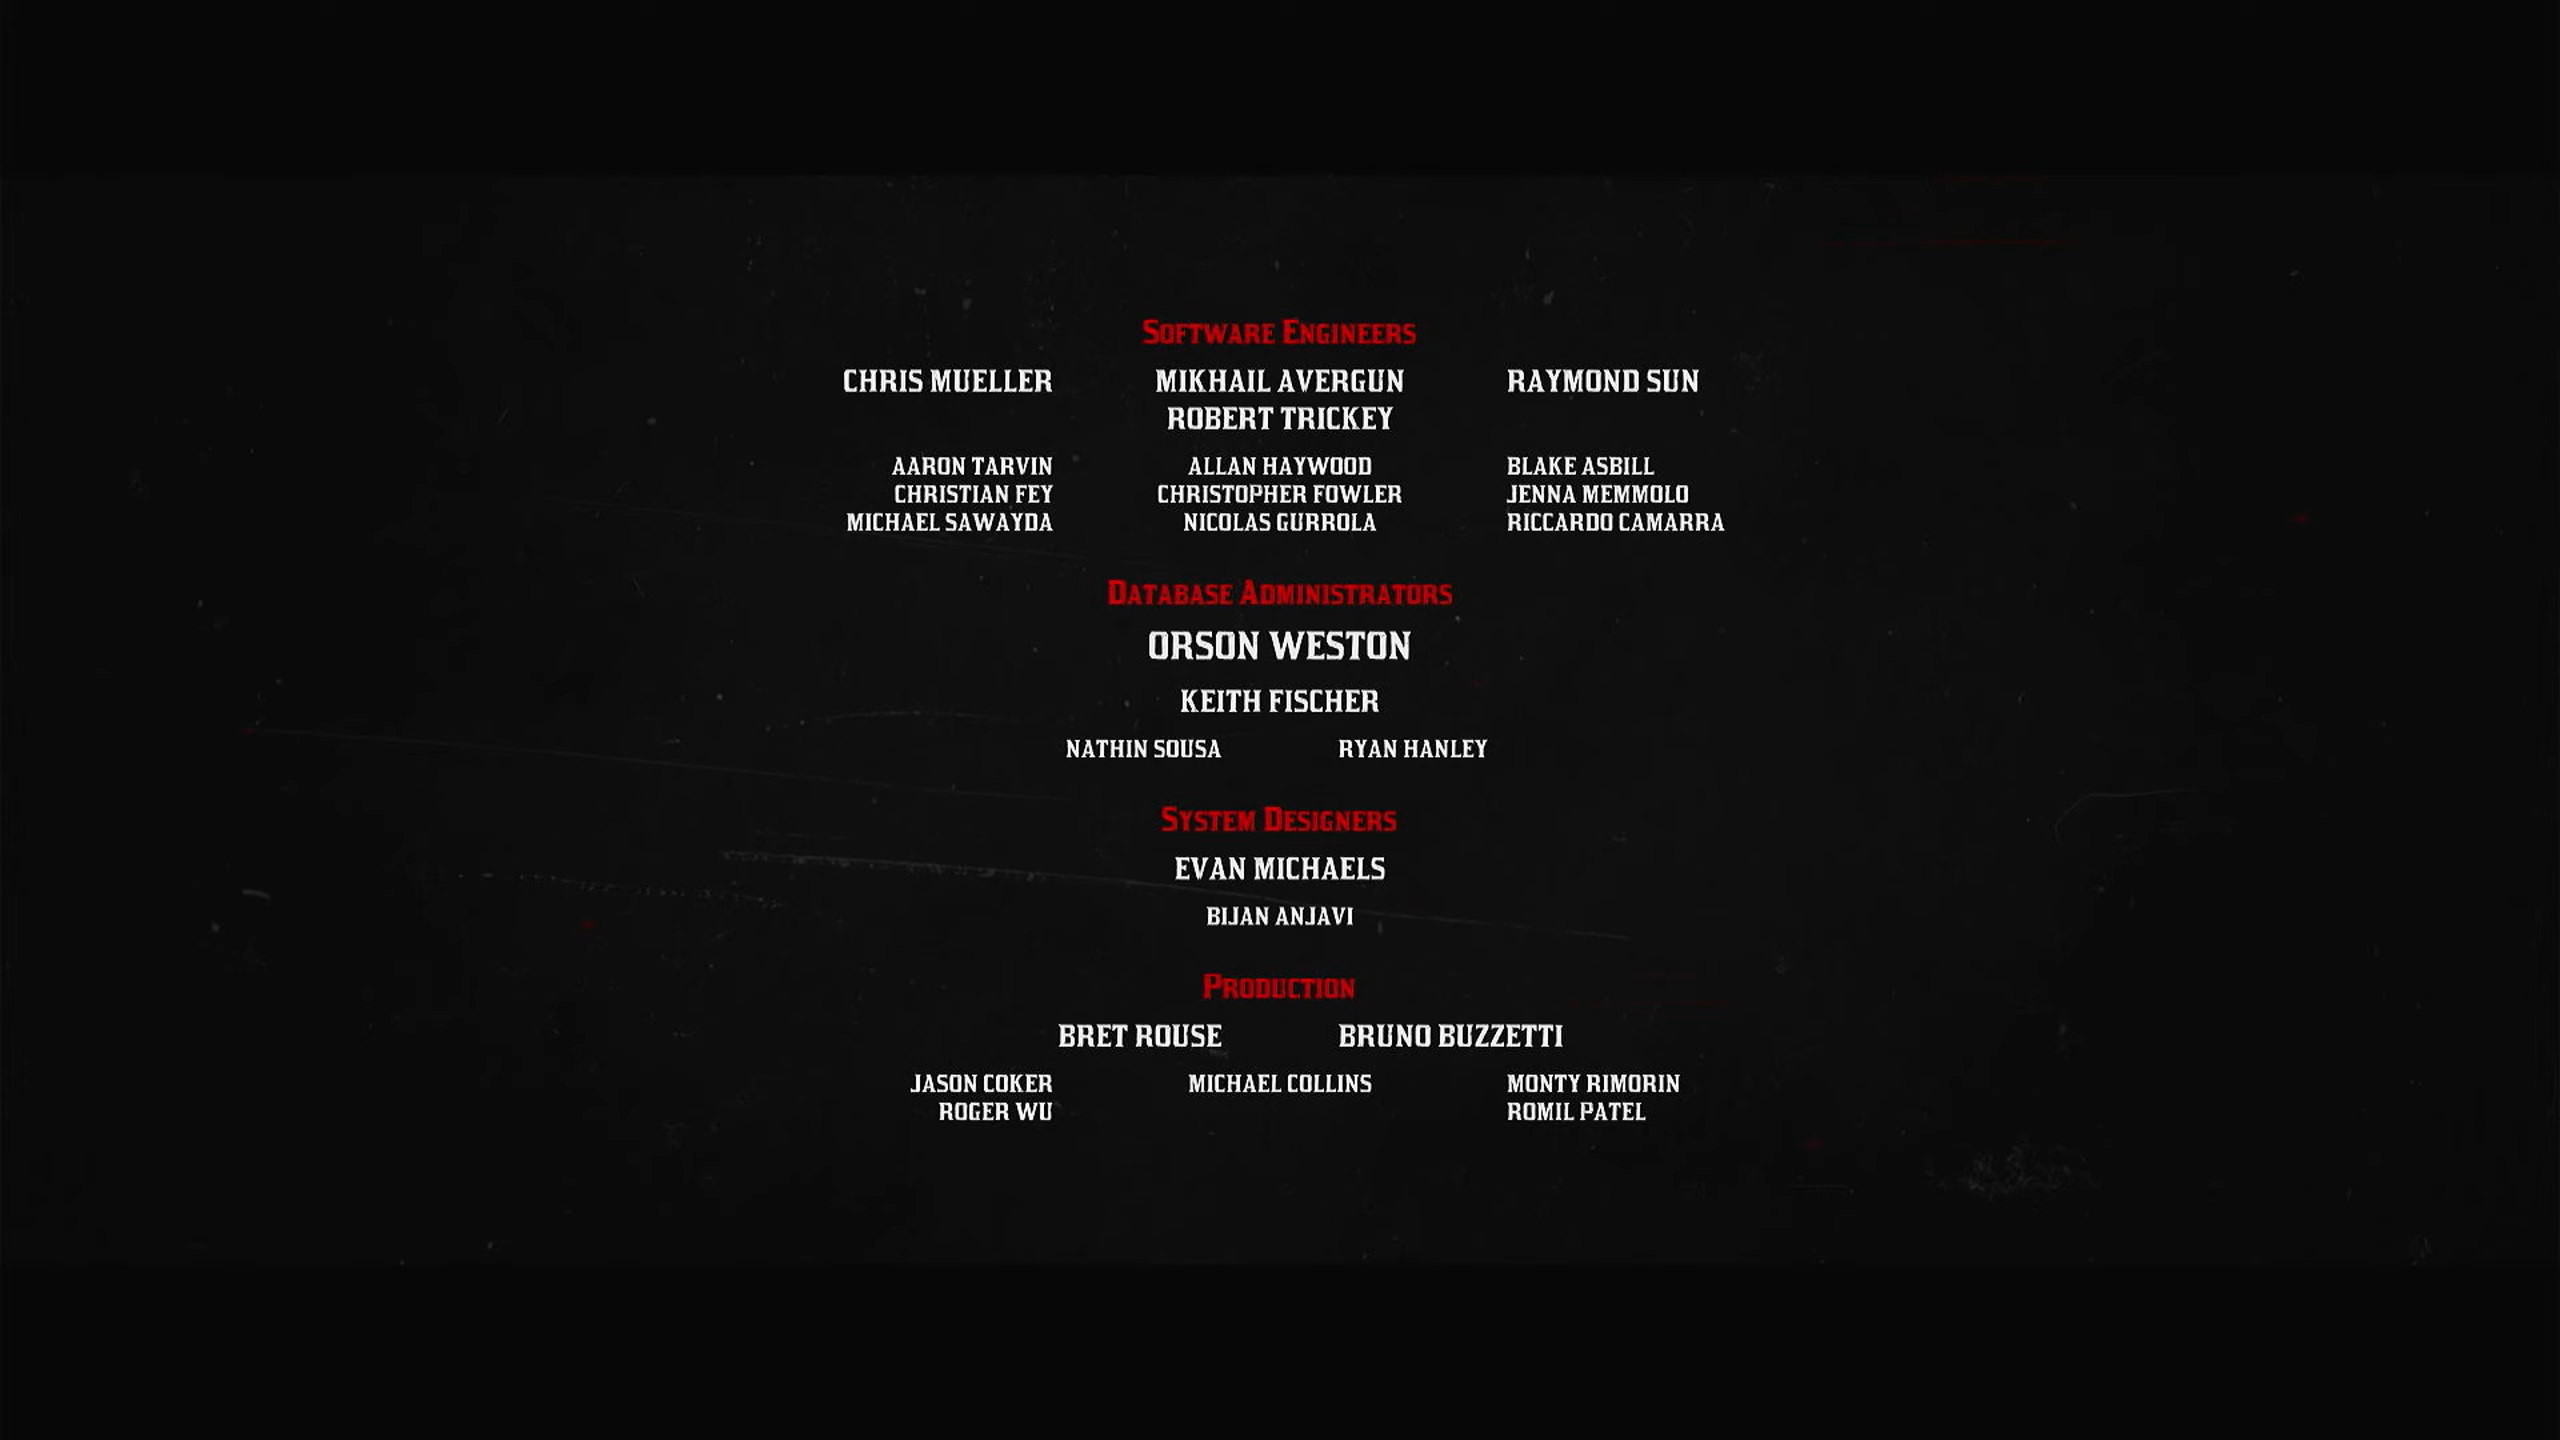 Software Engineers
CHRIS MUELLER MIKHAIL AVERGUN RAYMOND SUN
ROBERT TRICKEY
AARON TARVIN ALLAN HAYWOOD BLAKE ASBILL
CHRISTIAN FEY CHRISTOPHER FOWLER JENNA MEMMOLO
MICHAEL SAWAYDA NICOLAS GURROLA RICCARDO CAMARRA
Database Administrators
ORSON WESTON
KEITH FISCHER
NATHIN SOUSA RYAN HANLEY
System Designers
EVAN MICHAELS
BIJAN ANJAVI
Production
BRET ROUSE BRUNO BUZZETTI
JASON COKER MICHAEL COLLINS MONTY RIMORIN
ROGER WU ROMIL PATEL